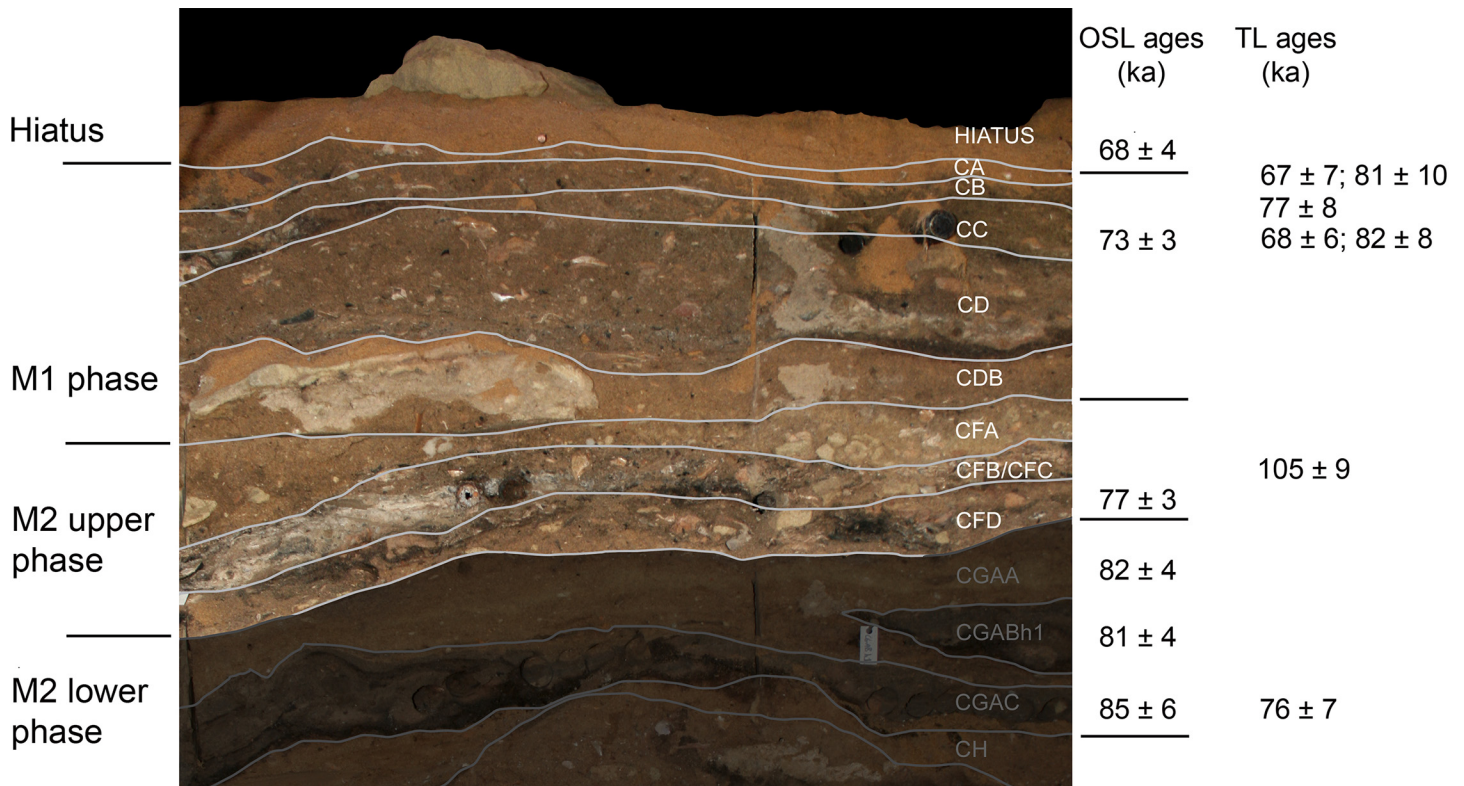 OSL ages
(ka)
TL ages
(ka)
Hiatus
HIATUS
68 ± 4
CA
67 ± 7; 81 ± 10
CB
77 ± 8
CC
73 ± 3
68 ± 6; 82 ± 8
CD
M1 phase
CDB
CFA
CFB/CFC
105 ± 9
77 ± 3
M2 upper
phase
CFD
CGAA
82 ± 4
CGABh1
81 ± 4
M2 lower
phase
CGAC
85 ± 6
76 ± 7
CH